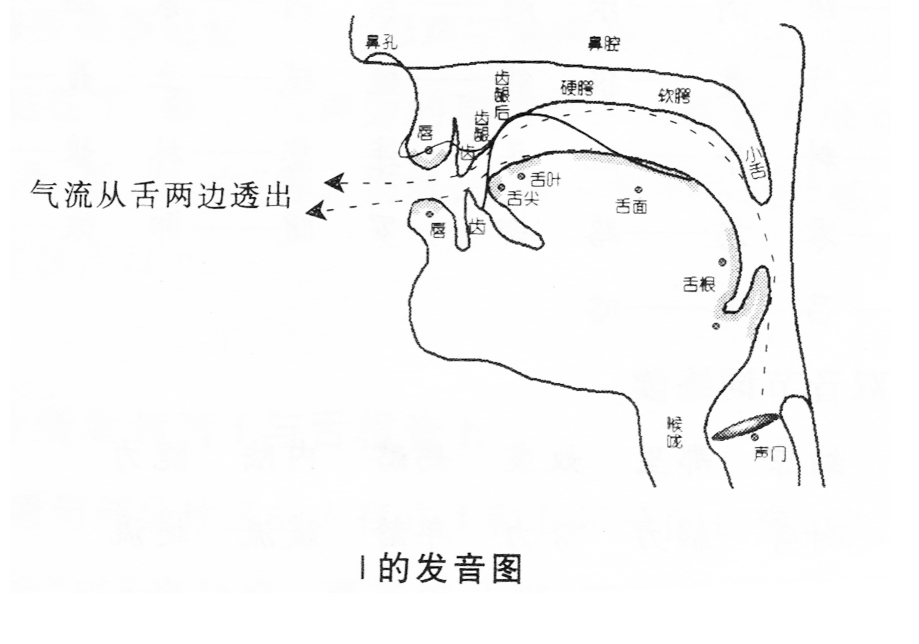 鼻孔
鼻腔
齿龈后
硬腭
软腭
齿龈
唇
齿
小舌
舌叶
气流从舌两边透出
舌尖
舌面
唇
齿
舌根
喉咙
声门
l的发音图